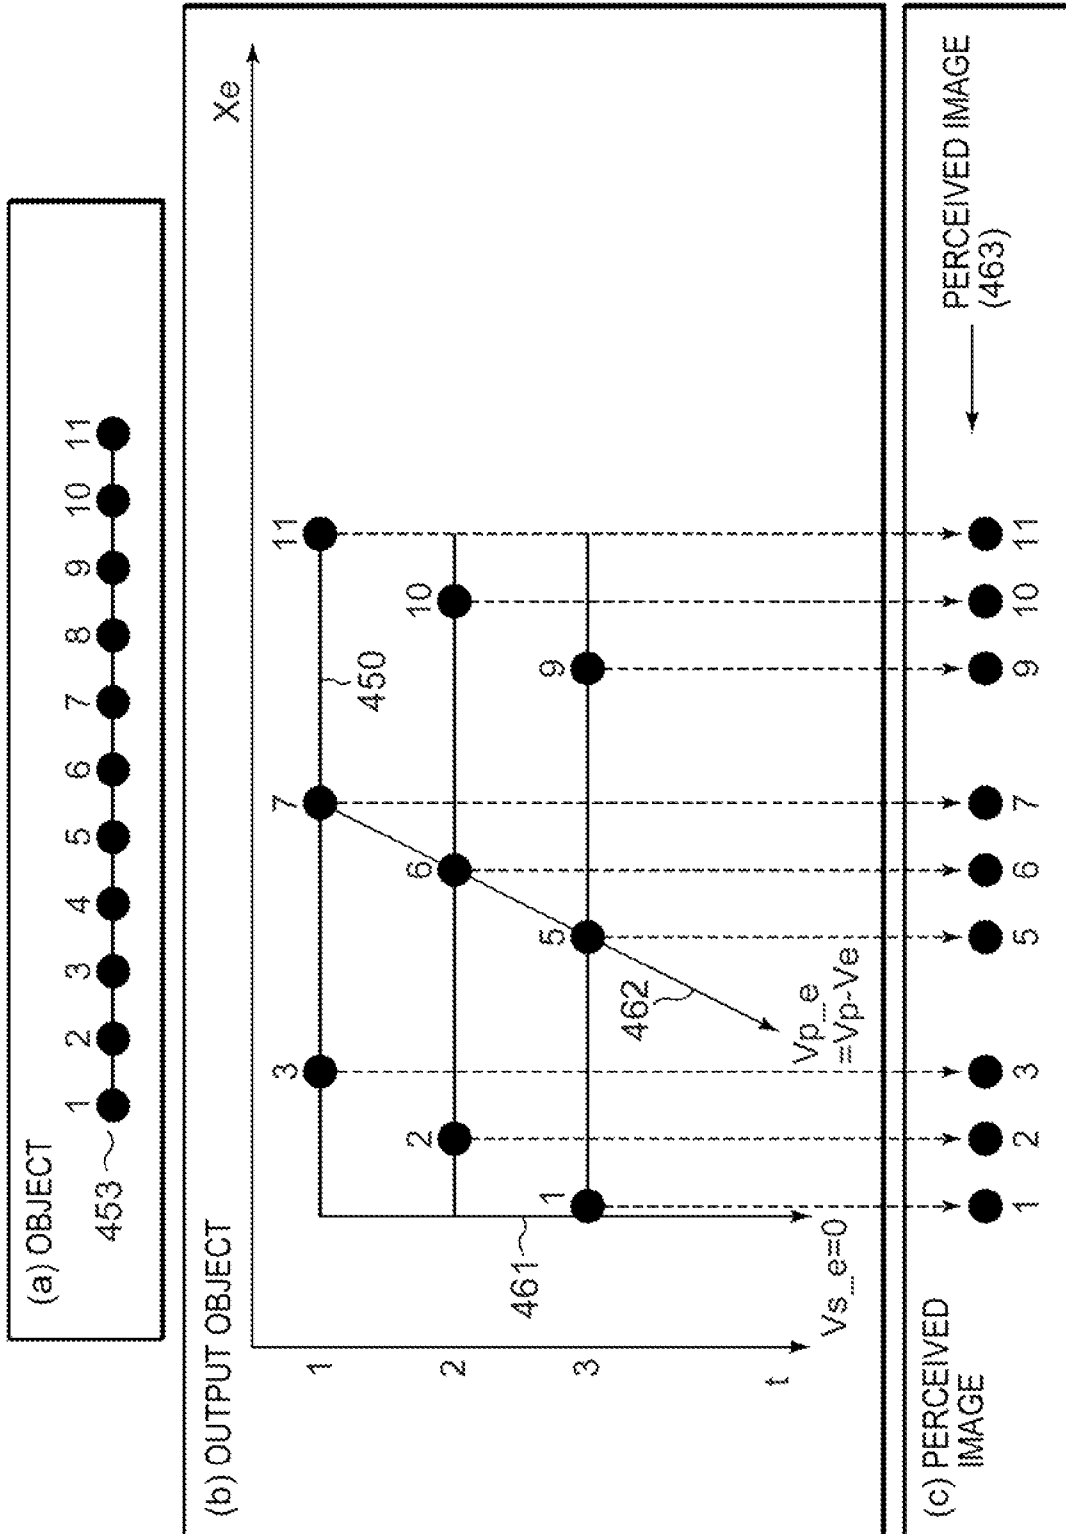 (a) OBJECT
1 2 3 4 5 6 7 8 9 10 11
453
(b) OUTPUT OBJECT
Xe
1
3 7 11
450
2
2 6 10
3
1 5 9
t
461
462
Vs_e=0
Vp_e
=Vp-Ve
(c) PERCEIVED
IMAGE
1 2 3 5 6 7 9 10 11
PERCEIVED IMAGE
(463)